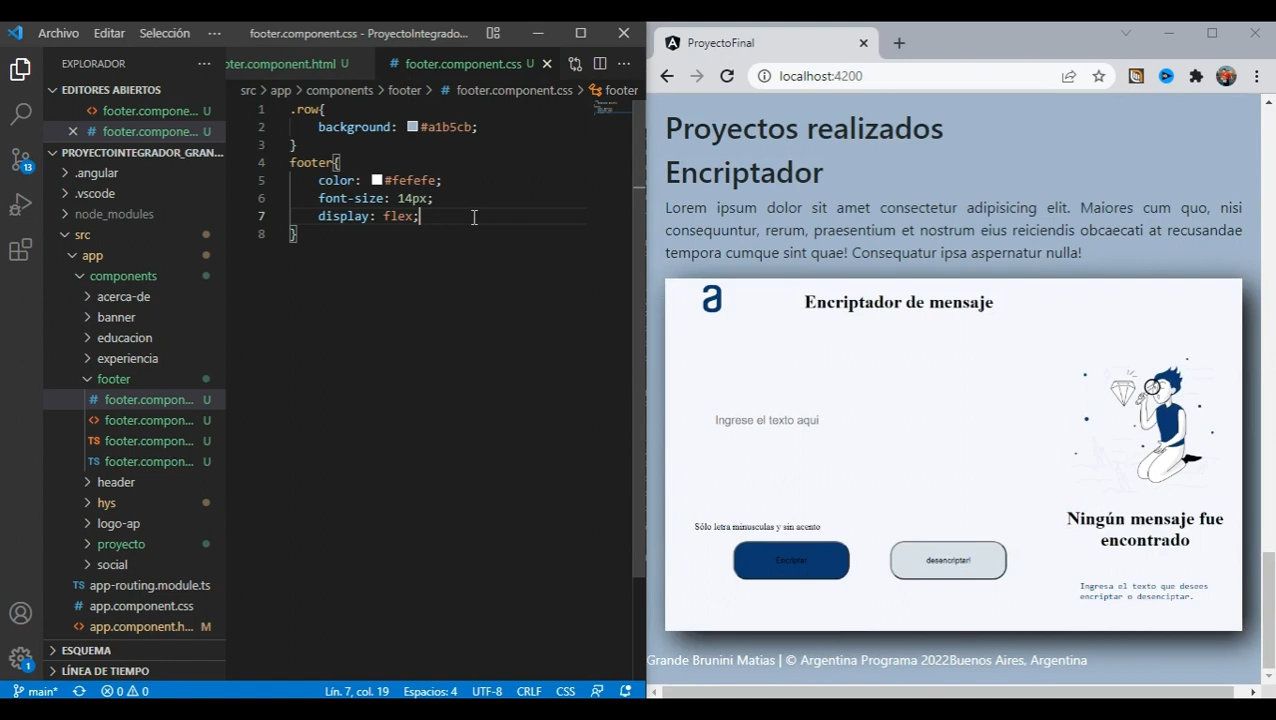 Archivo Editar Selección ··· footer.component.css - ProyectoIntegrado...
EXPLORADOR ···
EDITORES ABIERTOS
footer.compone... U
footer.compone... U
PROYECTOINTEGRADOR_GRAN...
.angular
.vscode
node_modules
src
app
components
acerca-de
banner
educacion
experiencia
footer
footer.compon... U
footer.compon... U
footer.compon... U
footer.compon... U
header
hys
logo-ap
proyecto
social
app-routing.module.ts
app.component.css
app.component.h... M
ESQUEMA
LÍNEA DE TIEMPO
13
1
ter.component.html U
footer.component.css U
src > app > components > footer > footer.component.css > footer
1 .row{
2 background: #a1b5cb;
3 }
4 footer{
5 color: #fefefe;
6 font-size: 14px;
7 display: flex;
8 }
main* 0 0 Lín. 7, col. 19 Espacios: 4 UTF-8 CRLF CSS
ProyectoFinal
localhost:4200
Proyectos realizados
Encriptador
Lorem ipsum dolor sit amet consectetur adipisicing elit. Maiores cum quo, nisi
consequuntur, rerum, praesentium et nostrum eius reiciendis obcaecati at recusandae
tempora cumque sint quae! Consequatur ipsa aspernatur nulla!
a
Encriptador de mensaje
Ingrese el texto aqui
Sólo letra minusculas y sin acento
Encriptar
desencriptar!
Ningún mensaje fue
encontrado
Ingresa el texto que desees
encriptar o desenciptar.
Grande Brunini Matias | © Argentina Programa 2022Buenos Aires, Argentina